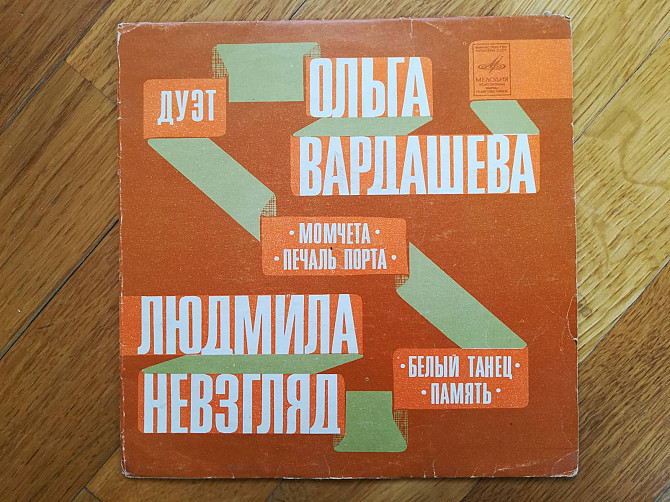 ДУЭТ
ОЛЬГА
ВАРДАШЕВА
МЕЛОДИЯ
• МОМЧЕТА •
• ПЕЧАЛЬ ПОРТА •
ЛЮДМИЛА
НЕВЗГЛЯД
• БЕЛЫЙ ТАНЕЦ •
• ПАМЯТЬ •